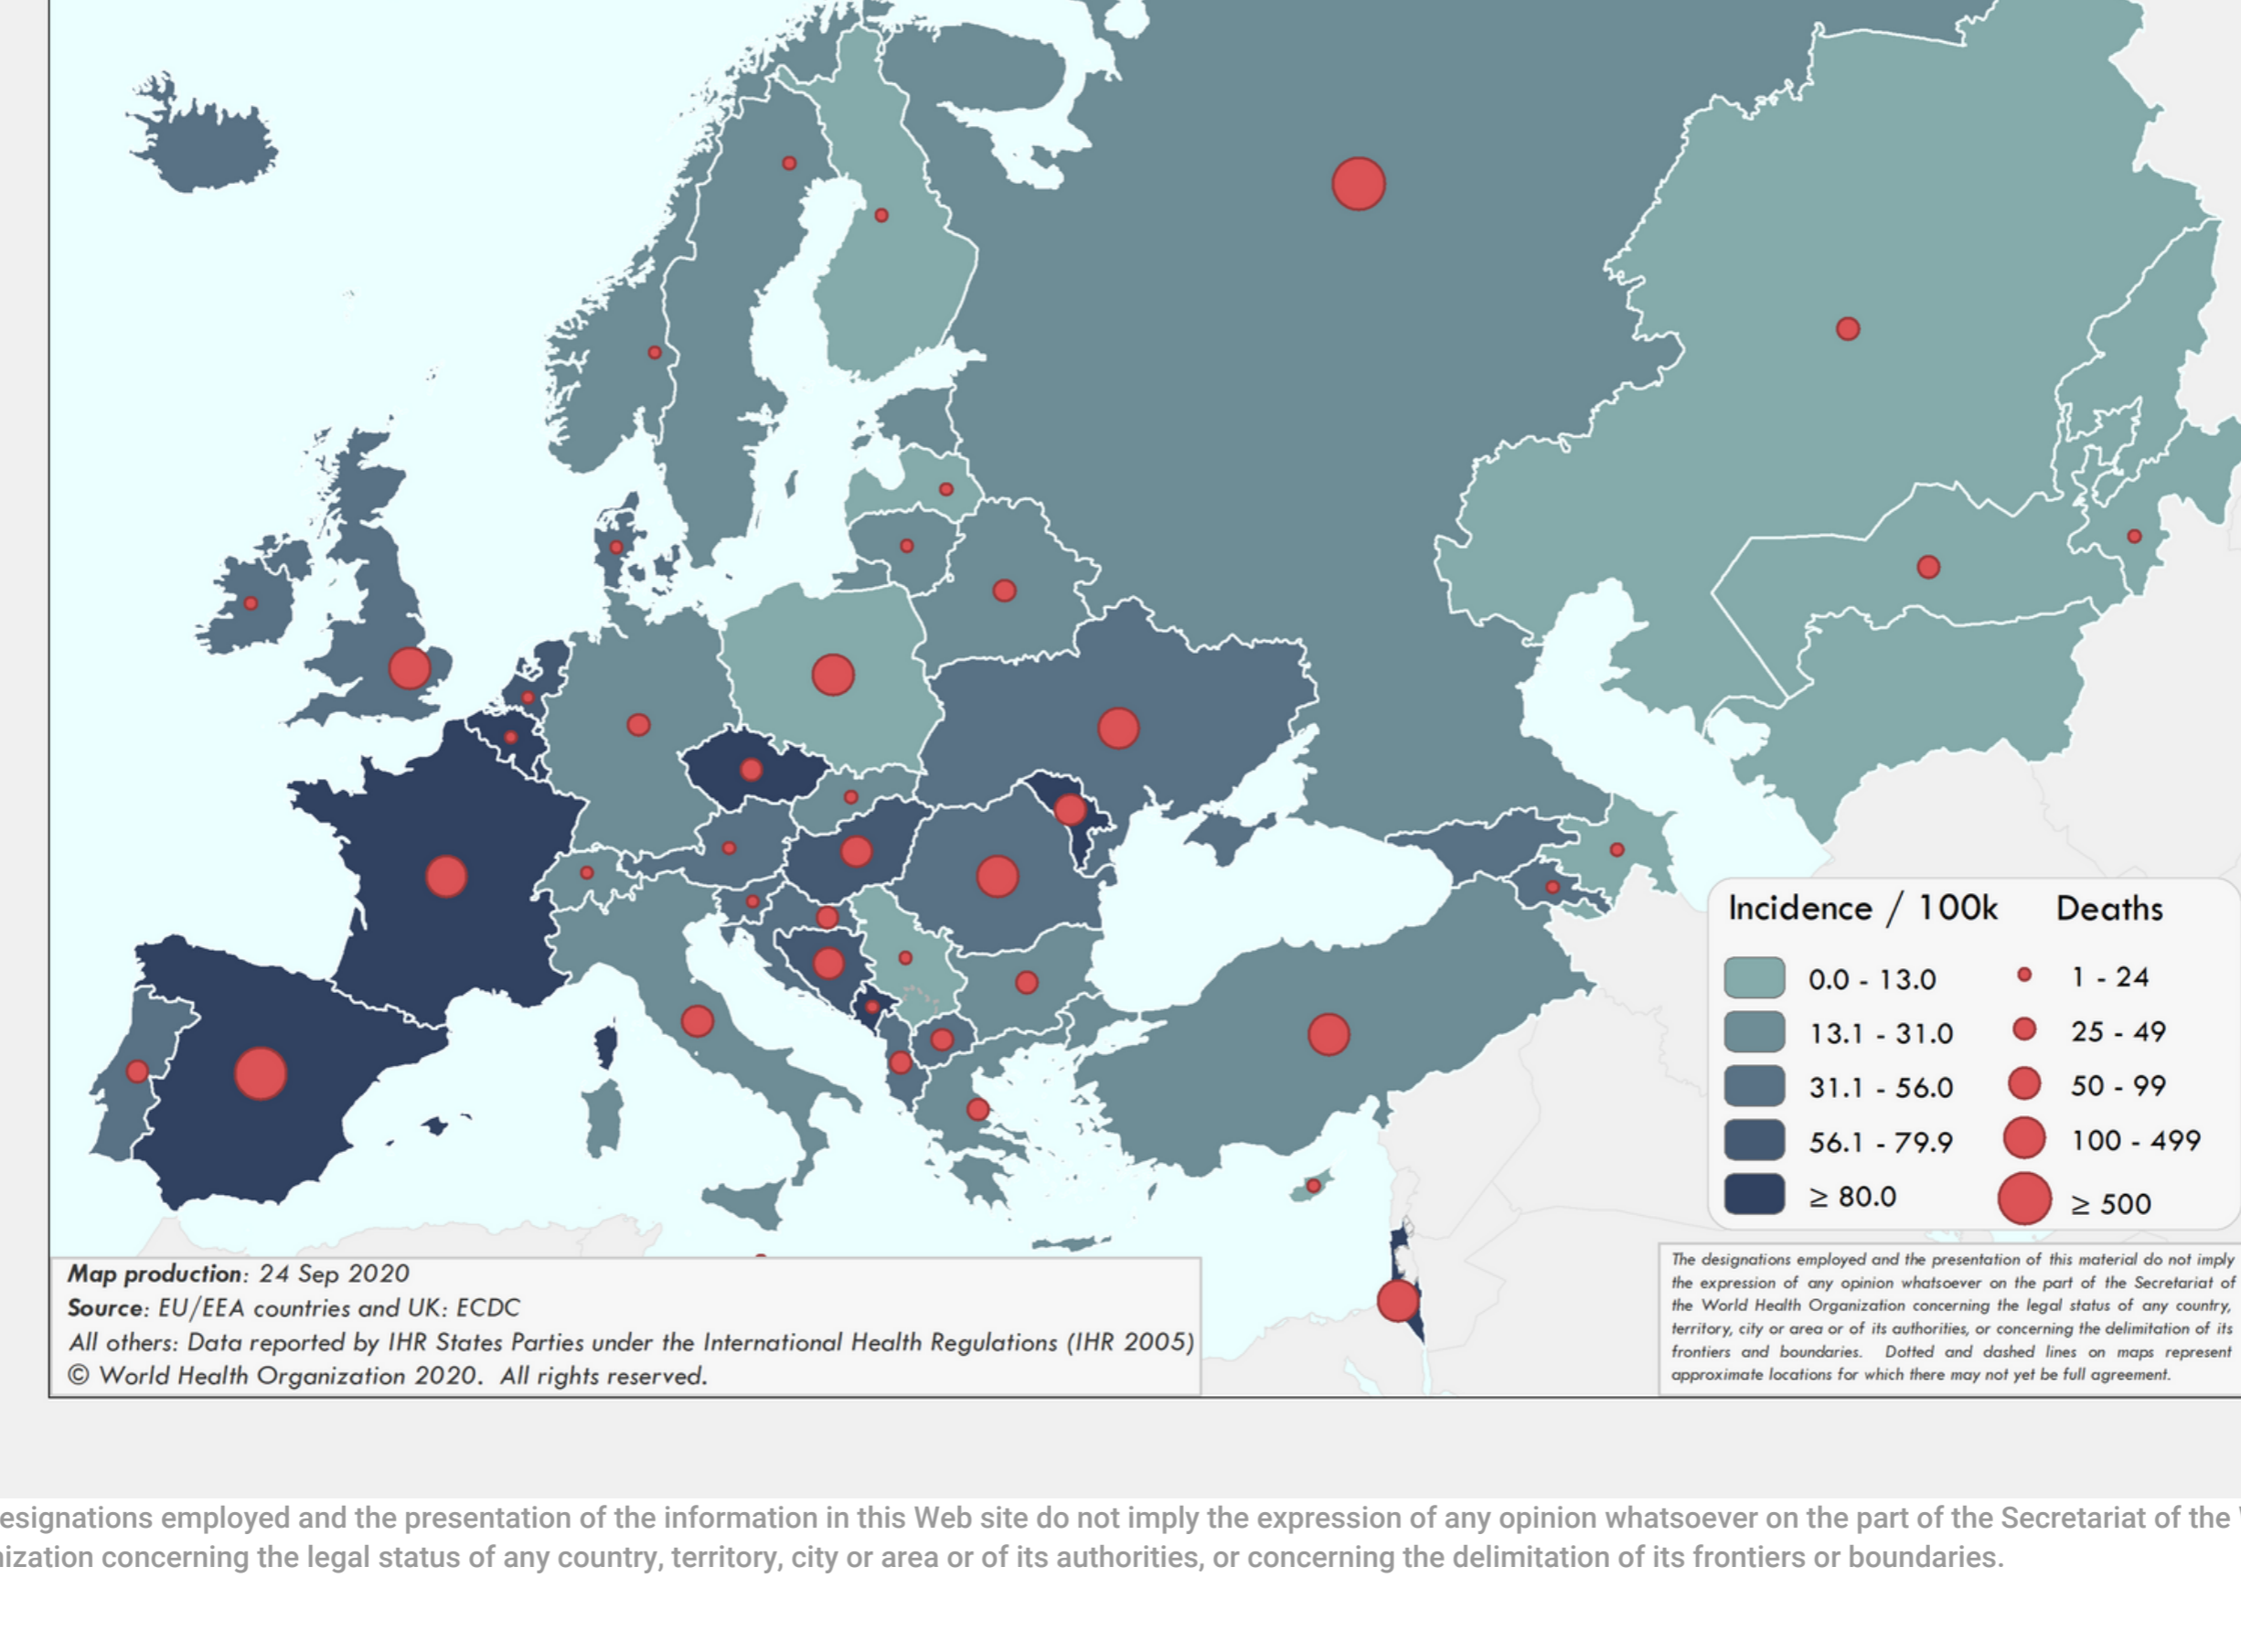 Incidence / 100k Deaths
0.0 - 13.0 1 - 24
13.1 - 31.0 25 - 49
31.1 - 56.0 50 - 99
56.1 - 79.9 100 - 499
≥ 80.0 ≥ 500
Map production: 24 Sep 2020
Source: EU/EEA countries and UK: ECDC
All others: Data reported by IHR States Parties under the International Health Regulations (IHR 2005)
© World Health Organization 2020. All rights reserved.
The designations employed and the presentation of this material do not imply
the expression of any opinion whatsoever on the part of the Secretariat of
the World Health Organization concerning the legal status of any country,
territory, city or area or of its authorities, or concerning the delimitation of its
frontiers and boundaries. Dotted and dashed lines on maps represent
approximate locations for which there may not yet be full agreement.
esignations employed and the presentation of the information in this Web site do not imply the expression of any opinion whatsoever on the part of the Secretariat of the
ization concerning the legal status of any country, territory, city or area or of its authorities, or concerning the delimitation of its frontiers or boundaries.